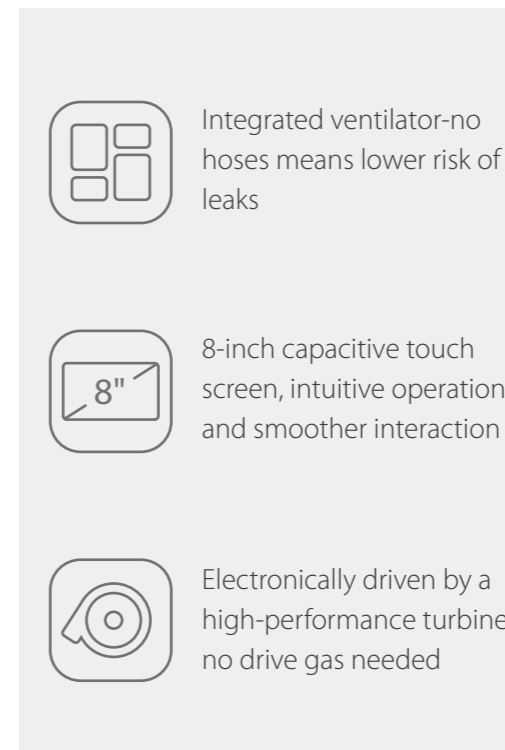 Integrated ventilator-no
hoses means lower risk of
leaks
8"
8-inch capacitive touch
screen, intuitive operation
and smoother interaction
Electronically driven by a
high-performance turbine
no drive gas needed